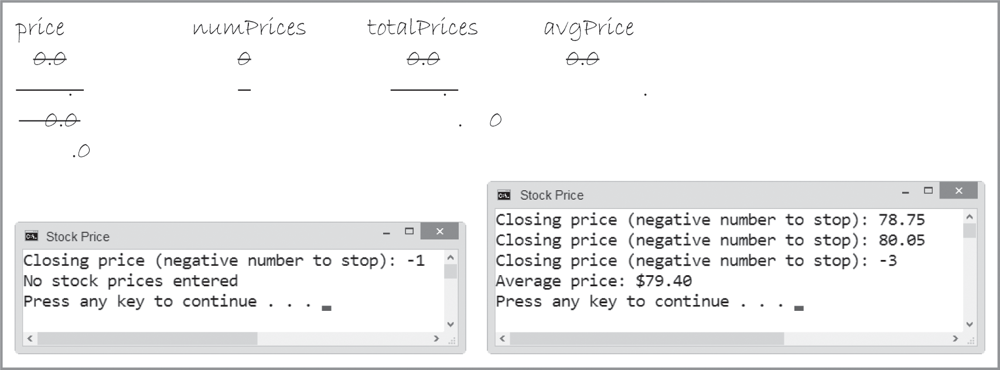 price numPrices totalPrices avgPrice
0.0 0 0.0 0.0
. . .
0.0 . 0
.0
Stock Price
Closing price (negative number to stop): -1
No stock prices entered
Press any key to continue . . .
Stock Price
Closing price (negative number to stop): 78.75
Closing price (negative number to stop): 80.05
Closing price (negative number to stop): -3
Average price: $79.40
Press any key to continue . . .